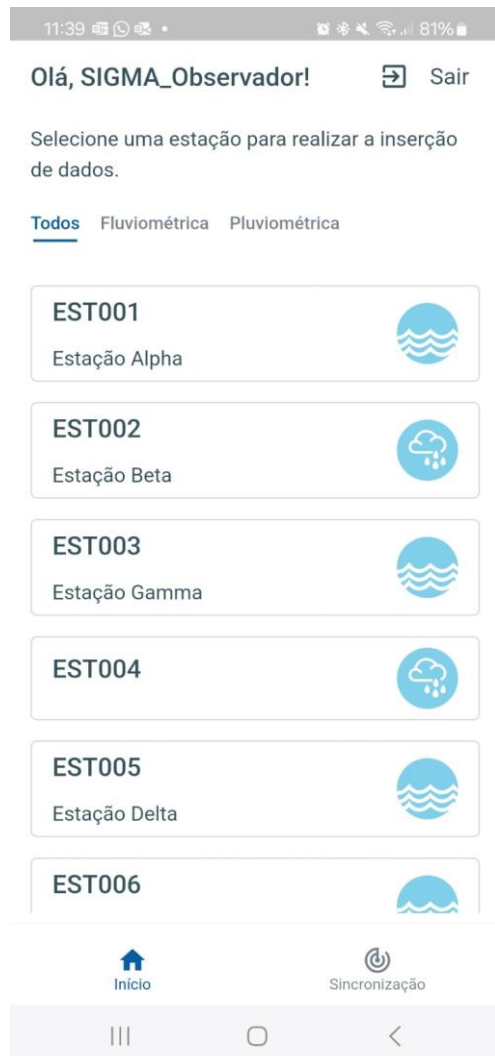 11:39
81%
Olá, SIGMA_Observador!
Sair
Selecione uma estação para realizar a inserção
de dados.
Todos Fluviométrica Pluviométrica
EST001
Estação Alpha
EST002
Estação Beta
EST003
Estação Gamma
EST004
EST005
Estação Delta
EST006
Início
Sincronização